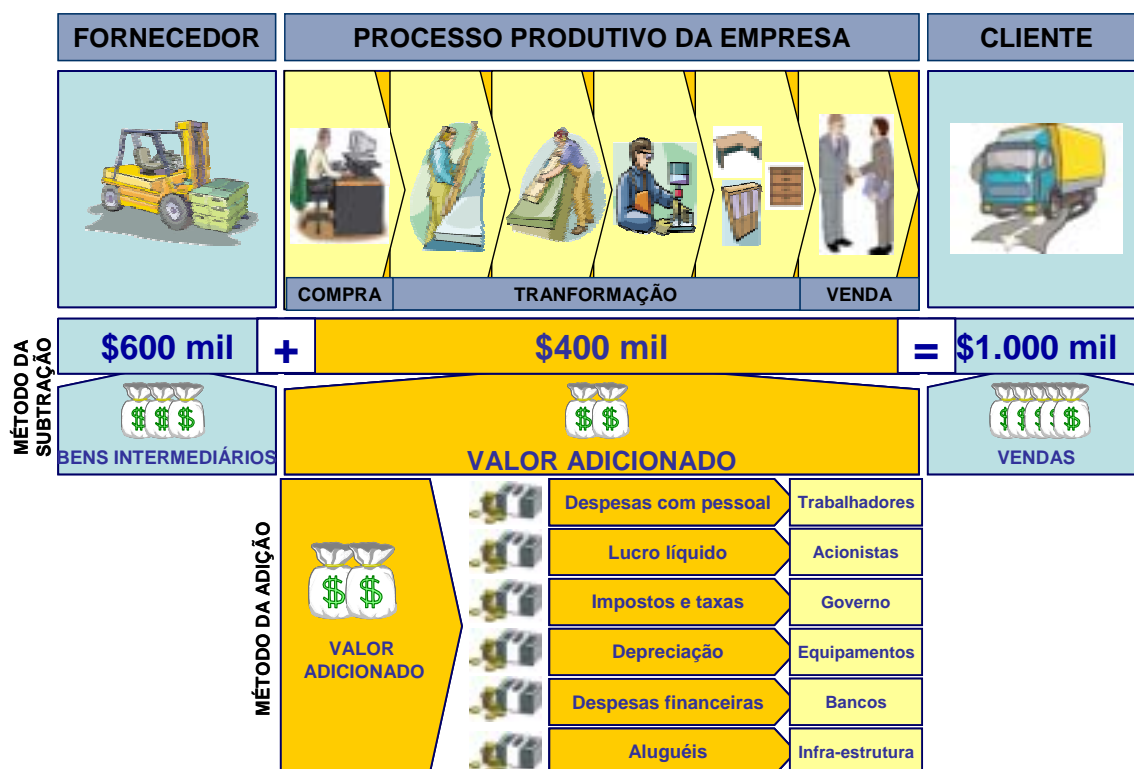 FORNECEDOR
PROCESSO PRODUTIVO DA EMPRESA
CLIENTE
COMPRA
TRANFORMAÇÃO
VENDA
MÉTODO DA
SUBTRAÇÃO
$600 mil
+
$400 mil
=
$1.000 mil
$ $ $
BENS INTERMEDIÁRIOS
$ $
VALOR ADICIONADO
$ $ $ $ $
VENDAS
MÉTODO DA ADIÇÃO
$ $
VALOR
ADICIONADO
Despesas com pessoal
Trabalhadores
Lucro líquido
Acionistas
Impostos e taxas
Governo
Depreciação
Equipamentos
Despesas financeiras
Bancos
Aluguéis
Infra-estrutura